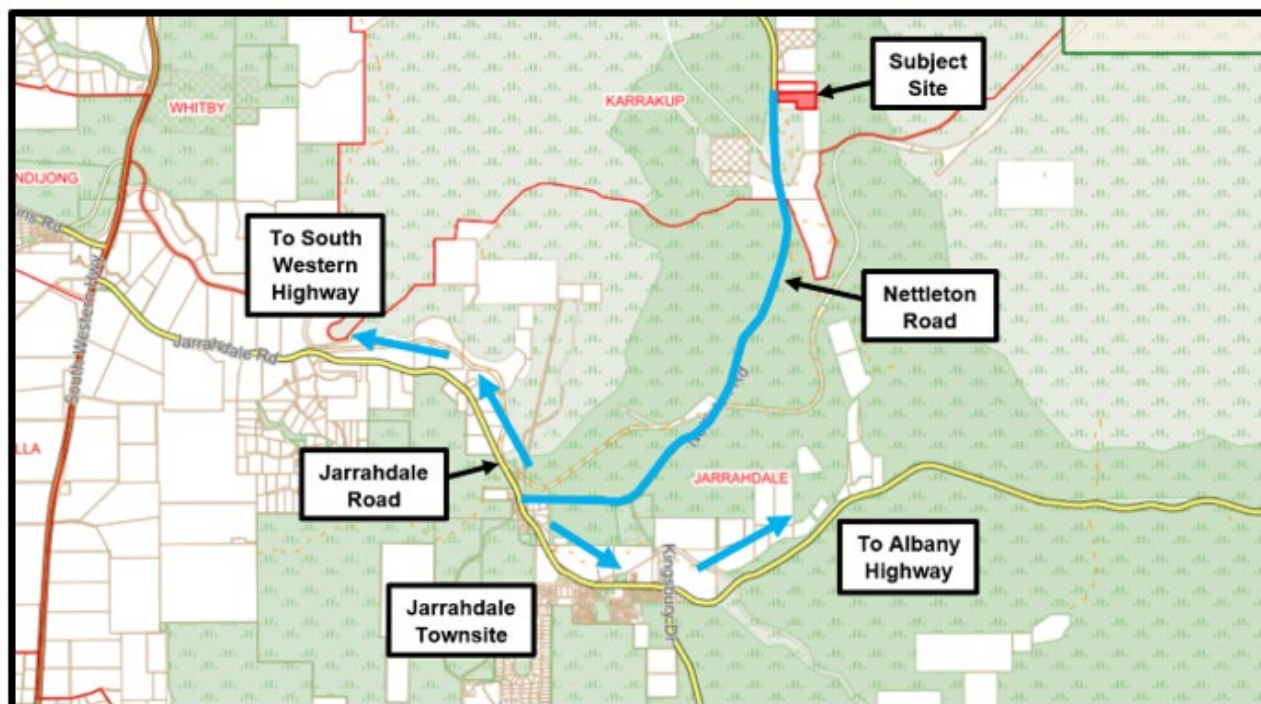 Subject
Site
KARRAKUP
WHITBY
NDIJONG
To South
Western
Highway
Nettleton
Road
Jarrahdale Rd
South Western Hwy
LLA
Jarrahdale
Road
JARRAHDALE
To Albany
Highway
Kingsbury Dr
Jarrahdale
Townsite